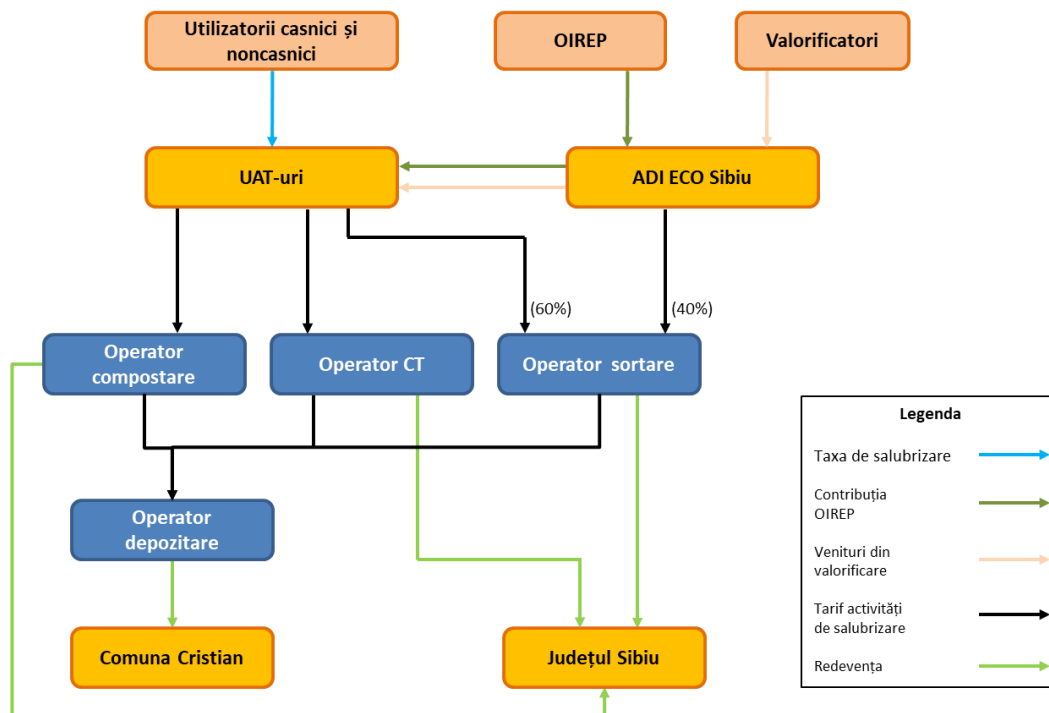 Utilizatorii casnici și
noncasnici
OIREP
Valorificatori
UAT-uri
ADI ECO Sibiu
(60%)
(40%)
Operator
compostare
Operator CT
Operator sortare
Operator
depozitare
Comuna Cristian
Județul Sibiu
Legenda
Taxa de salubrizare
Contribuția
OIREP
Venituri din
valorificare
Tarif activități
de salubrizare
Redevența